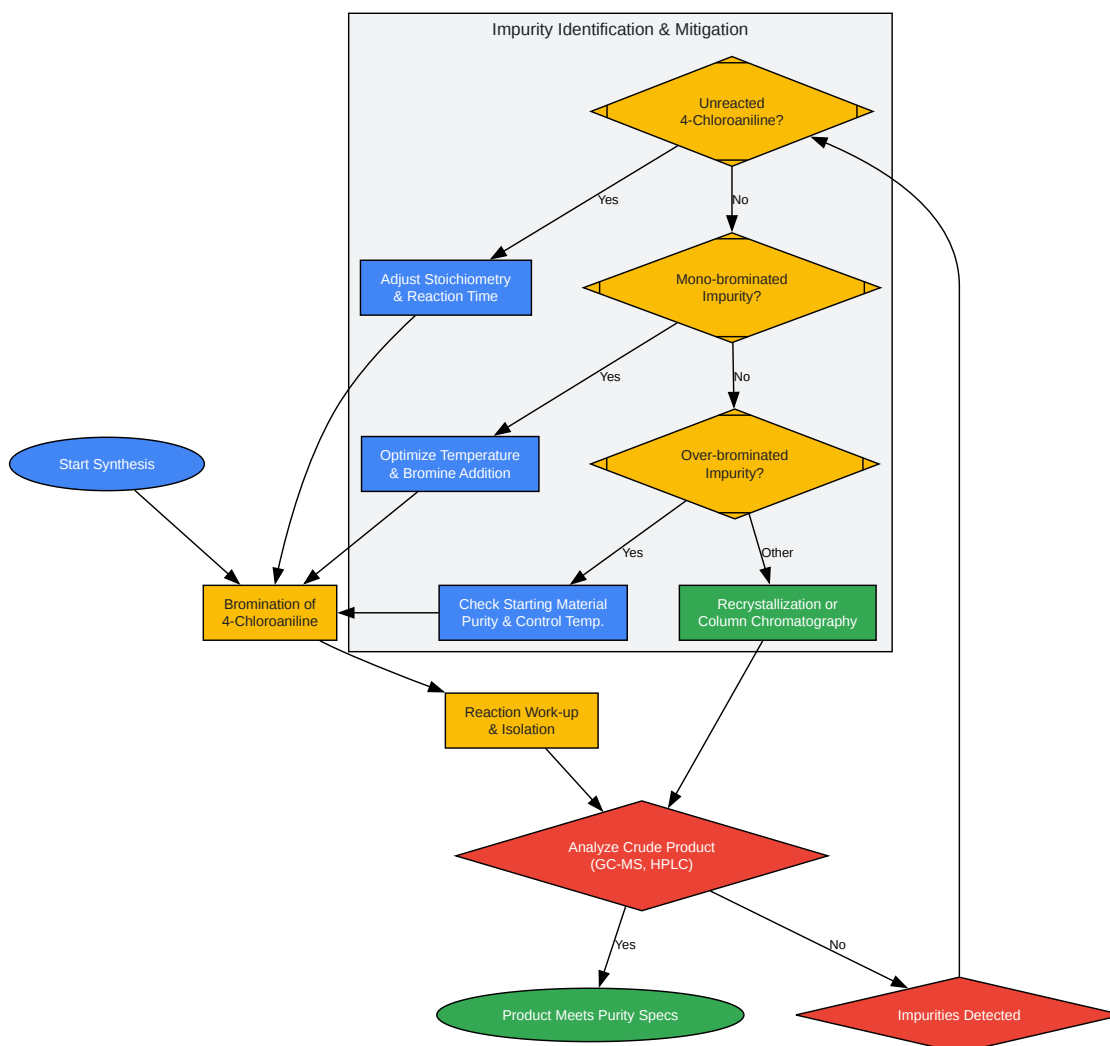 Impurity Identification & Mitigation
Unreacted
4-Chloroaniline?
Yes
No
Adjust Stoichiometry
& Reaction Time
Mono-brominated
Impurity?
Yes
No
Optimize Temperature
& Bromine Addition
Over-brominated
Impurity?
Start Synthesis
Yes
Other
Bromination of
4-Chloroaniline
Check Starting Material
Purity & Control Temp.
Recrystallization or
Column Chromatography
Reaction Work-up
& Isolation
Analyze Crude Product
(GC-MS, HPLC)
Yes
No
Product Meets Purity Specs
Impurities Detected